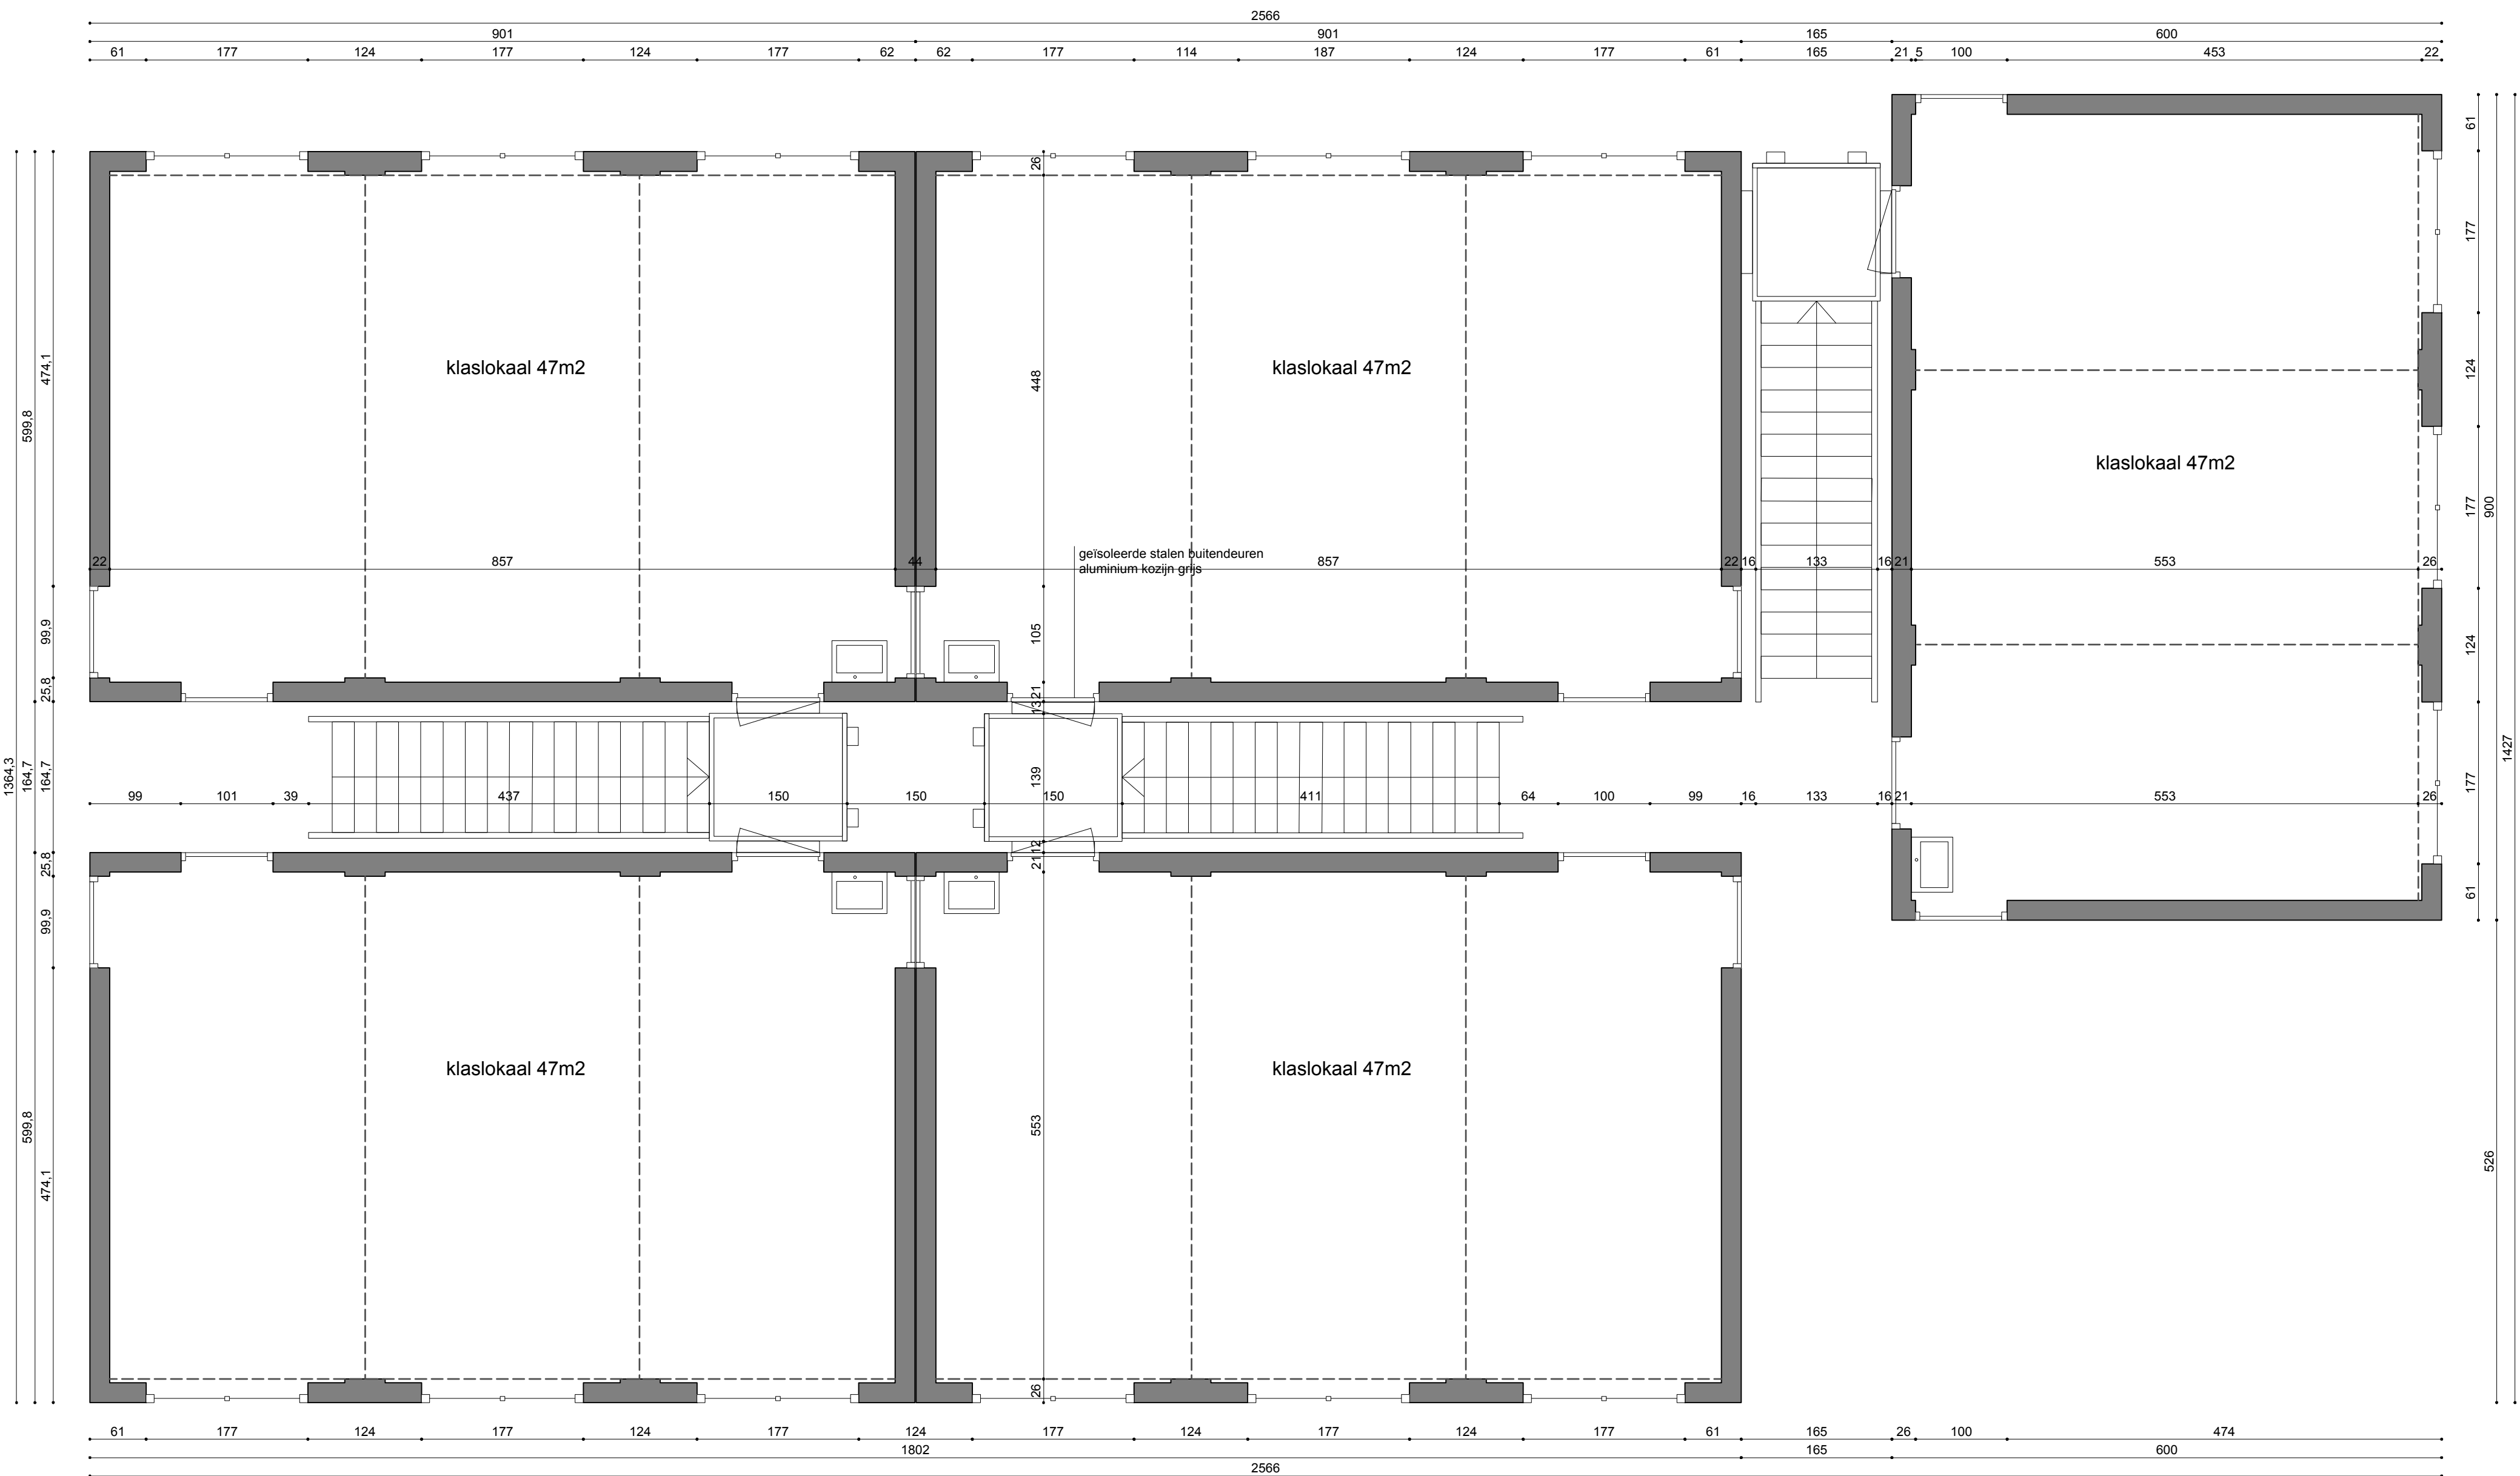 2566
901 901 165 600
61 177 124 177 124 177 62 62 177 114 187 124 177 61 165 21 5 100 453 22
1364,3
599,8 164,7 599,8
474,1 99,9 25,8 164,7 25,8 99,9 474,1
klaslokaal 47m2
klaslokaal 47m2
klaslokaal 47m2
26 448 105 21 13 139 12 21 553 26
geïsoleerde stalen buitendeuren
aluminium kozijn grijs
22 857 44 857 22 16 133 16 21 553 26
99 101 39 437 150 150 150 411 64 100 99 16 133 16 21 553 26
klaslokaal 47m2
klaslokaal 47m2
61 177 124 177 124 177 61
900 526
1427
61 177 124 177 124 177 124 177 124 177 124 177 61 165 26 100 474
1802 165 600
2566